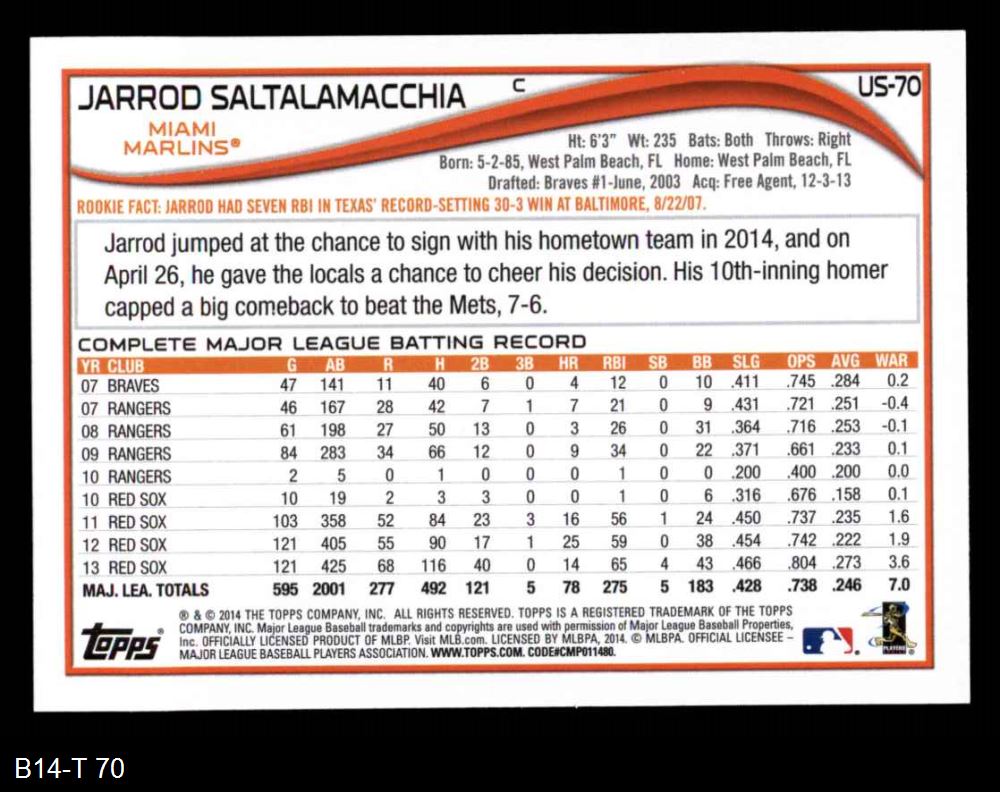 JARROD SALTALAMACCHIA C US-70
MIAMI
MARLINS®
Ht: 6'3" Wt: 235 Bats: Both Throws: Right
Born: 5-2-85, West Palm Beach, FL Home: West Palm Beach, FL
Drafted: Braves #1-June, 2003 Acq: Free Agent, 12-3-13
ROOKIE FACT: JARROD HAD SEVEN RBI IN TEXAS' RECORD-SETTING 30-3 WIN AT BALTIMORE, 8/22/07.
Jarrod jumped at the chance to sign with his hometown team in 2014, and on
April 26, he gave the locals a chance to cheer his decision. His 10th-inning homer
capped a big comeback to beat the Mets, 7-6.
COMPLETE MAJOR LEAGUE BATTING RECORD
YR CLUB G AB R H 2B 3B HR RBI SB BB SLG OPS AVG WAR
07 BRAVES 47 141 11 40 6 0 4 12 0 10 .411 .745 .284 0.2
07 RANGERS 46 167 28 42 7 1 7 21 0 9 .431 .721 .251 -0.4
08 RANGERS 61 198 27 50 13 0 3 26 0 31 .364 .716 .253 -0.1
09 RANGERS 84 283 34 66 12 0 9 34 0 22 .371 .661 .233 0.1
10 RANGERS 2 5 0 1 0 0 0 1 0 0 .200 .400 .200 0.0
10 RED SOX 10 19 2 3 3 0 0 1 0 6 .316 .676 .158 0.1
11 RED SOX 103 358 52 84 23 3 16 56 1 24 .450 .737 .235 1.6
12 RED SOX 121 405 55 90 17 1 25 59 0 38 .454 .742 .222 1.9
13 RED SOX 121 425 68 116 40 0 14 65 4 43 .466 .804 .273 3.6
MAJ. LEA. TOTALS 595 2001 277 492 121 5 78 275 5 183 .428 .738 .246 7.0
® & © 2014 THE TOPPS COMPANY, INC. ALL RIGHTS RESERVED. TOPPS IS A REGISTERED TRADEMARK OF THE TOPPS
COMPANY, INC. Major League Baseball trademarks and copyrights are used with permission of Major League Baseball Properties,
Inc. OFFICIALLY LICENSED PRODUCT OF MLBP. Visit MLB.com. LICENSED BY MLBPA, 2014. © MLBPA. OFFICIAL LICENSEE –
MAJOR LEAGUE BASEBALL PLAYERS ASSOCIATION. WWW.TOPPS.COM. CODE#CMP011480.
Topps®
PLAYERS
B14-T 70